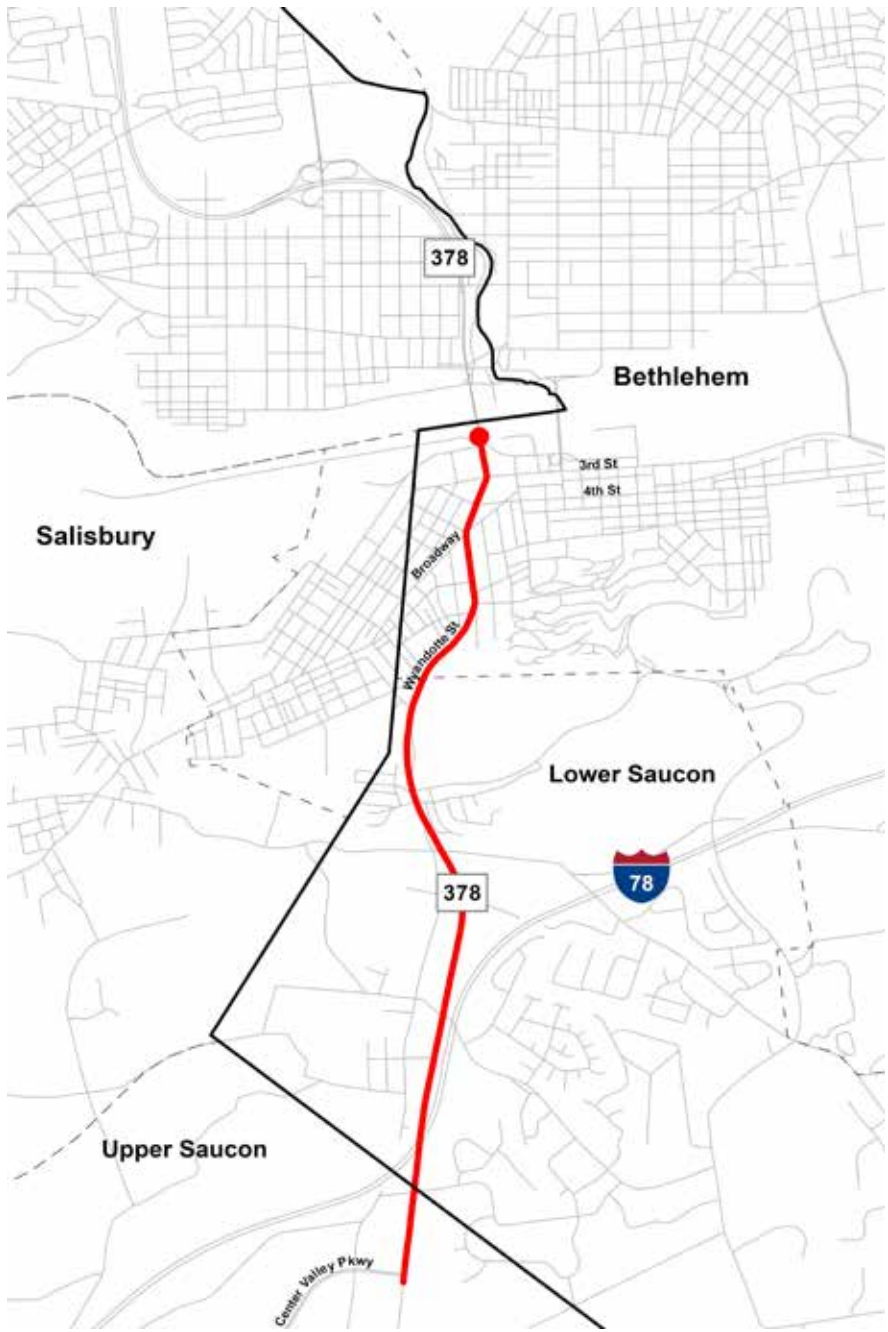 378
Bethlehem
3rd St
4th St
Salisbury
Broadway
Wyandotte St
Lower Saucon
78
378
Upper Saucon
Center Valley Pkwy